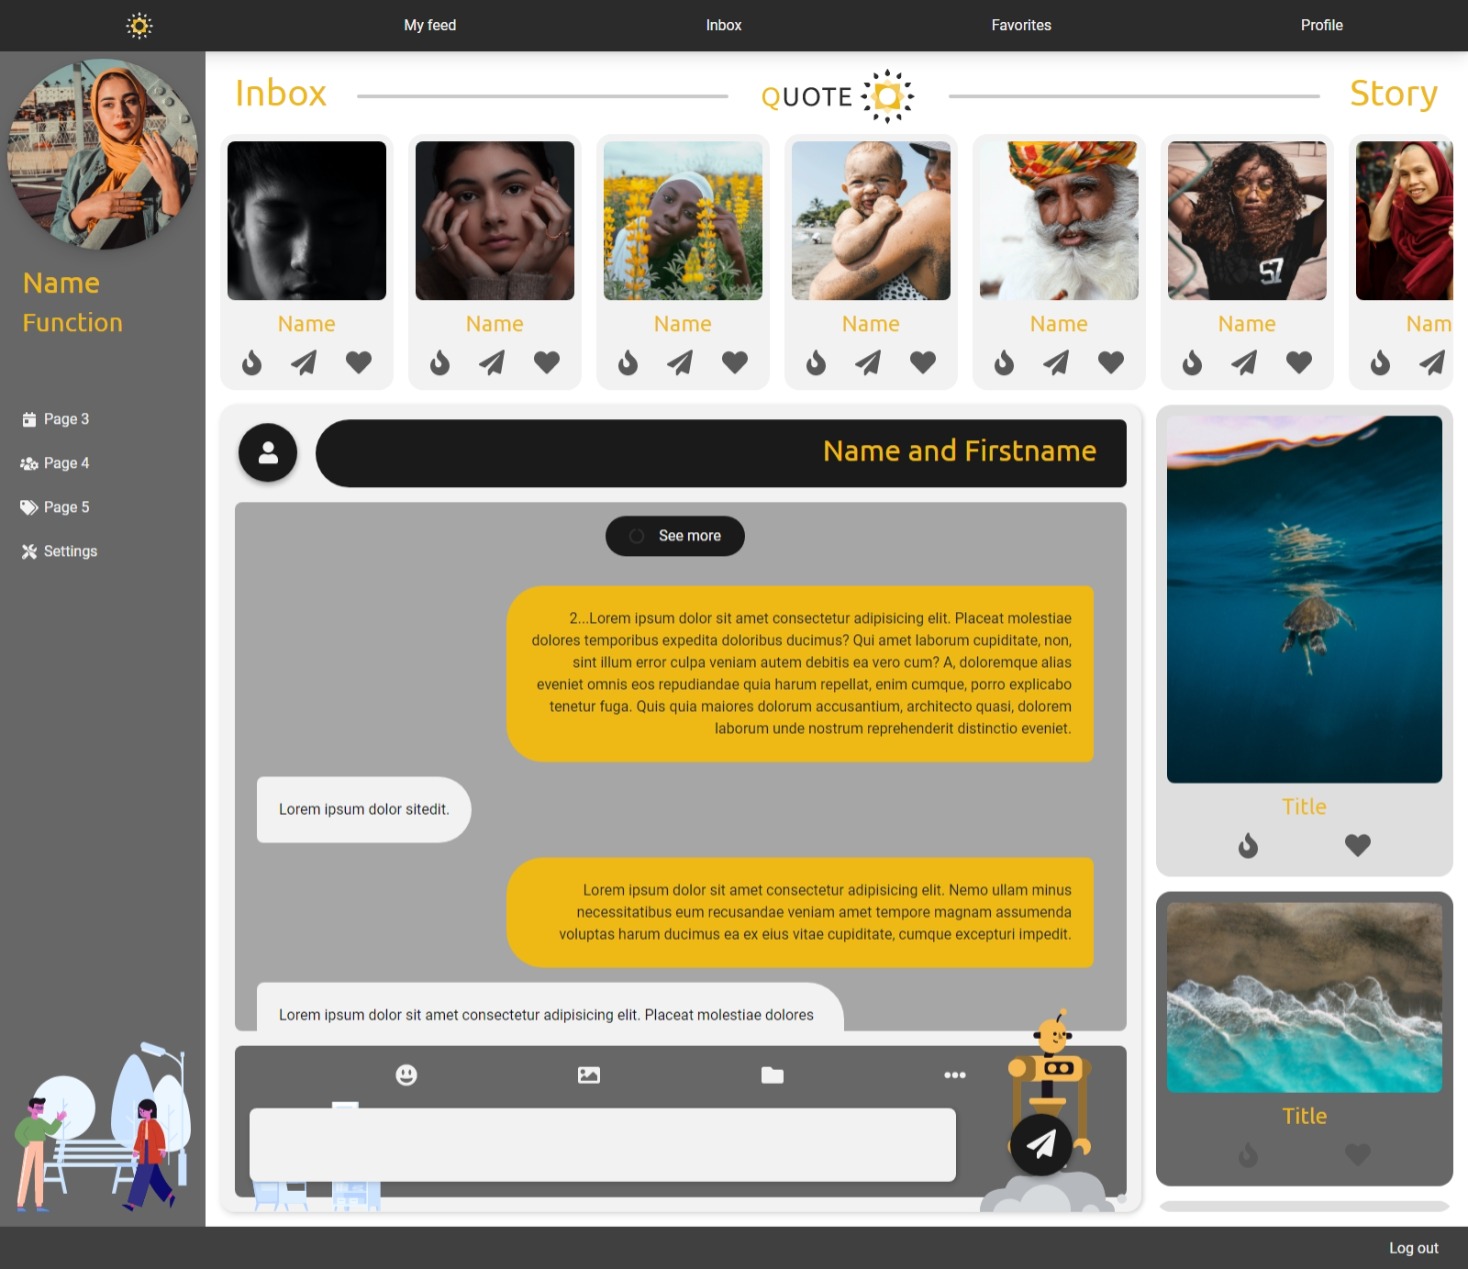 My feed
Inbox
Favorites
Profile
Inbox
QUOTE
Story
Name
Function
Page 3
Page 4
Page 5
Settings
Name
Name
Name
Name
Name
Name
Nam
57
Name and Firstname
See more
2...Lorem ipsum dolor sit amet consectetur adipisicing elit. Placeat molestiae
dolores temporibus expedita doloribus ducimus? Qui amet laborum cupiditate, non,
sint illum error culpa veniam autem debitis ea vero cum? A, doloremque alias
eveniet omnis eos repudiandae quia harum repellat, enim cumque, porro explicabo
tenetur fuga. Quis quia maiores dolorum accusantium, architecto quasi, dolorem
laborum unde nostrum reprehenderit distinctio eveniet.
Lorem ipsum dolor sitedit.
Lorem ipsum dolor sit amet consectetur adipisicing elit. Nemo ullam minus
necessitatibus eum recusandae veniam amet tempore magnam assumenda
voluptas harum ducimus ea ex eius vitae cupiditate, cumque excepturi impedit.
Lorem ipsum dolor sit amet consectetur adipisicing elit. Placeat molestiae dolores
Title
Title
Log out